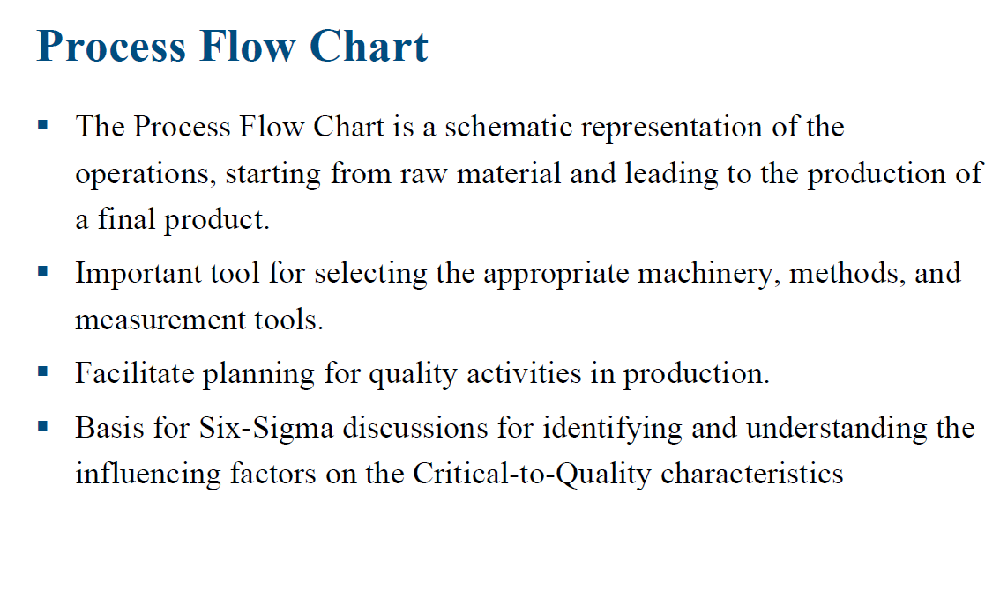 Process Flow Chart
▪ The Process Flow Chart is a schematic representation of the
operations, starting from raw material and leading to the production of
a final product.
▪ Important tool for selecting the appropriate machinery, methods, and
measurement tools.
▪ Facilitate planning for quality activities in production.
▪ Basis for Six-Sigma discussions for identifying and understanding the
influencing factors on the Critical-to-Quality characteristics